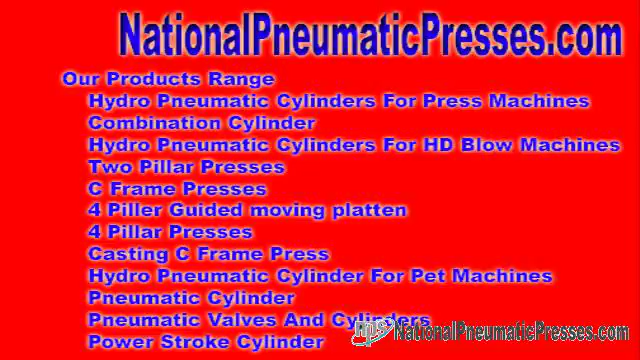 NationalPneumaticPresses.com
Our Products Range
Hydro Pneumatic Cylinders For Press Machines
Combination Cylinder
Hydro Pneumatic Cylinders For HD Blow Machines
Two Pillar Presses
C Frame Presses
4 Piller Guided moving platten
4 Pillar Presses
Casting C Frame Press
Hydro Pneumatic Cylinder For Pet Machines
Pneumatic Cylinder
Pneumatic Valves And Cylinders
NationalPneumaticPresses.com
Power Stroke Cylinder